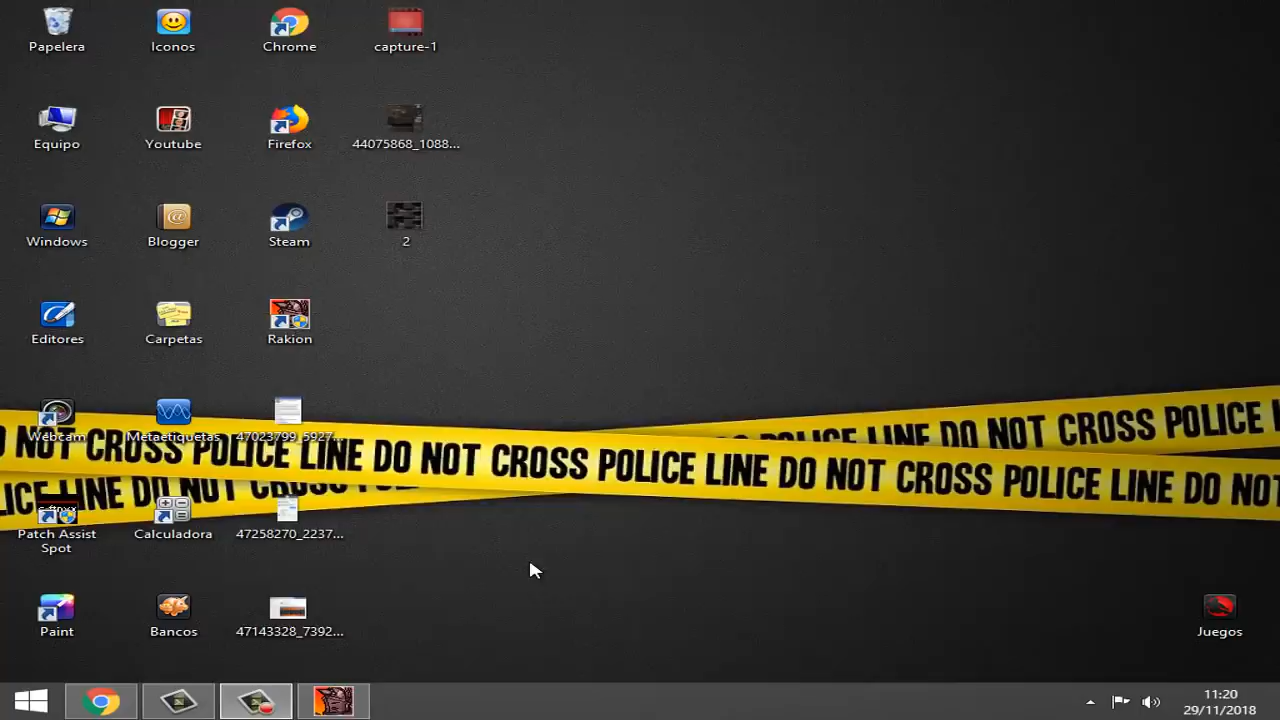 Papelera
Iconos
Chrome
capture-1
Equipo
Youtube
Firefox
44075868_1088...
Windows
Blogger
Steam
2
Editores
Carpetas
Rakion
Webcam
Metaetiquetas
47023799_5927...
POLICE LINE DO NOT CROSS POLICE
CROSS POLICE LINE DO NOT CROSS POLICE LINE DO NOT CROSS POLICE LINE DO NOT
LINE DO NOT CROSS
Patch Assist
Spot
Calculadora
47258270_2237...
Paint
Bancos
47143328_7392...
Juegos
11:20
29/11/2018